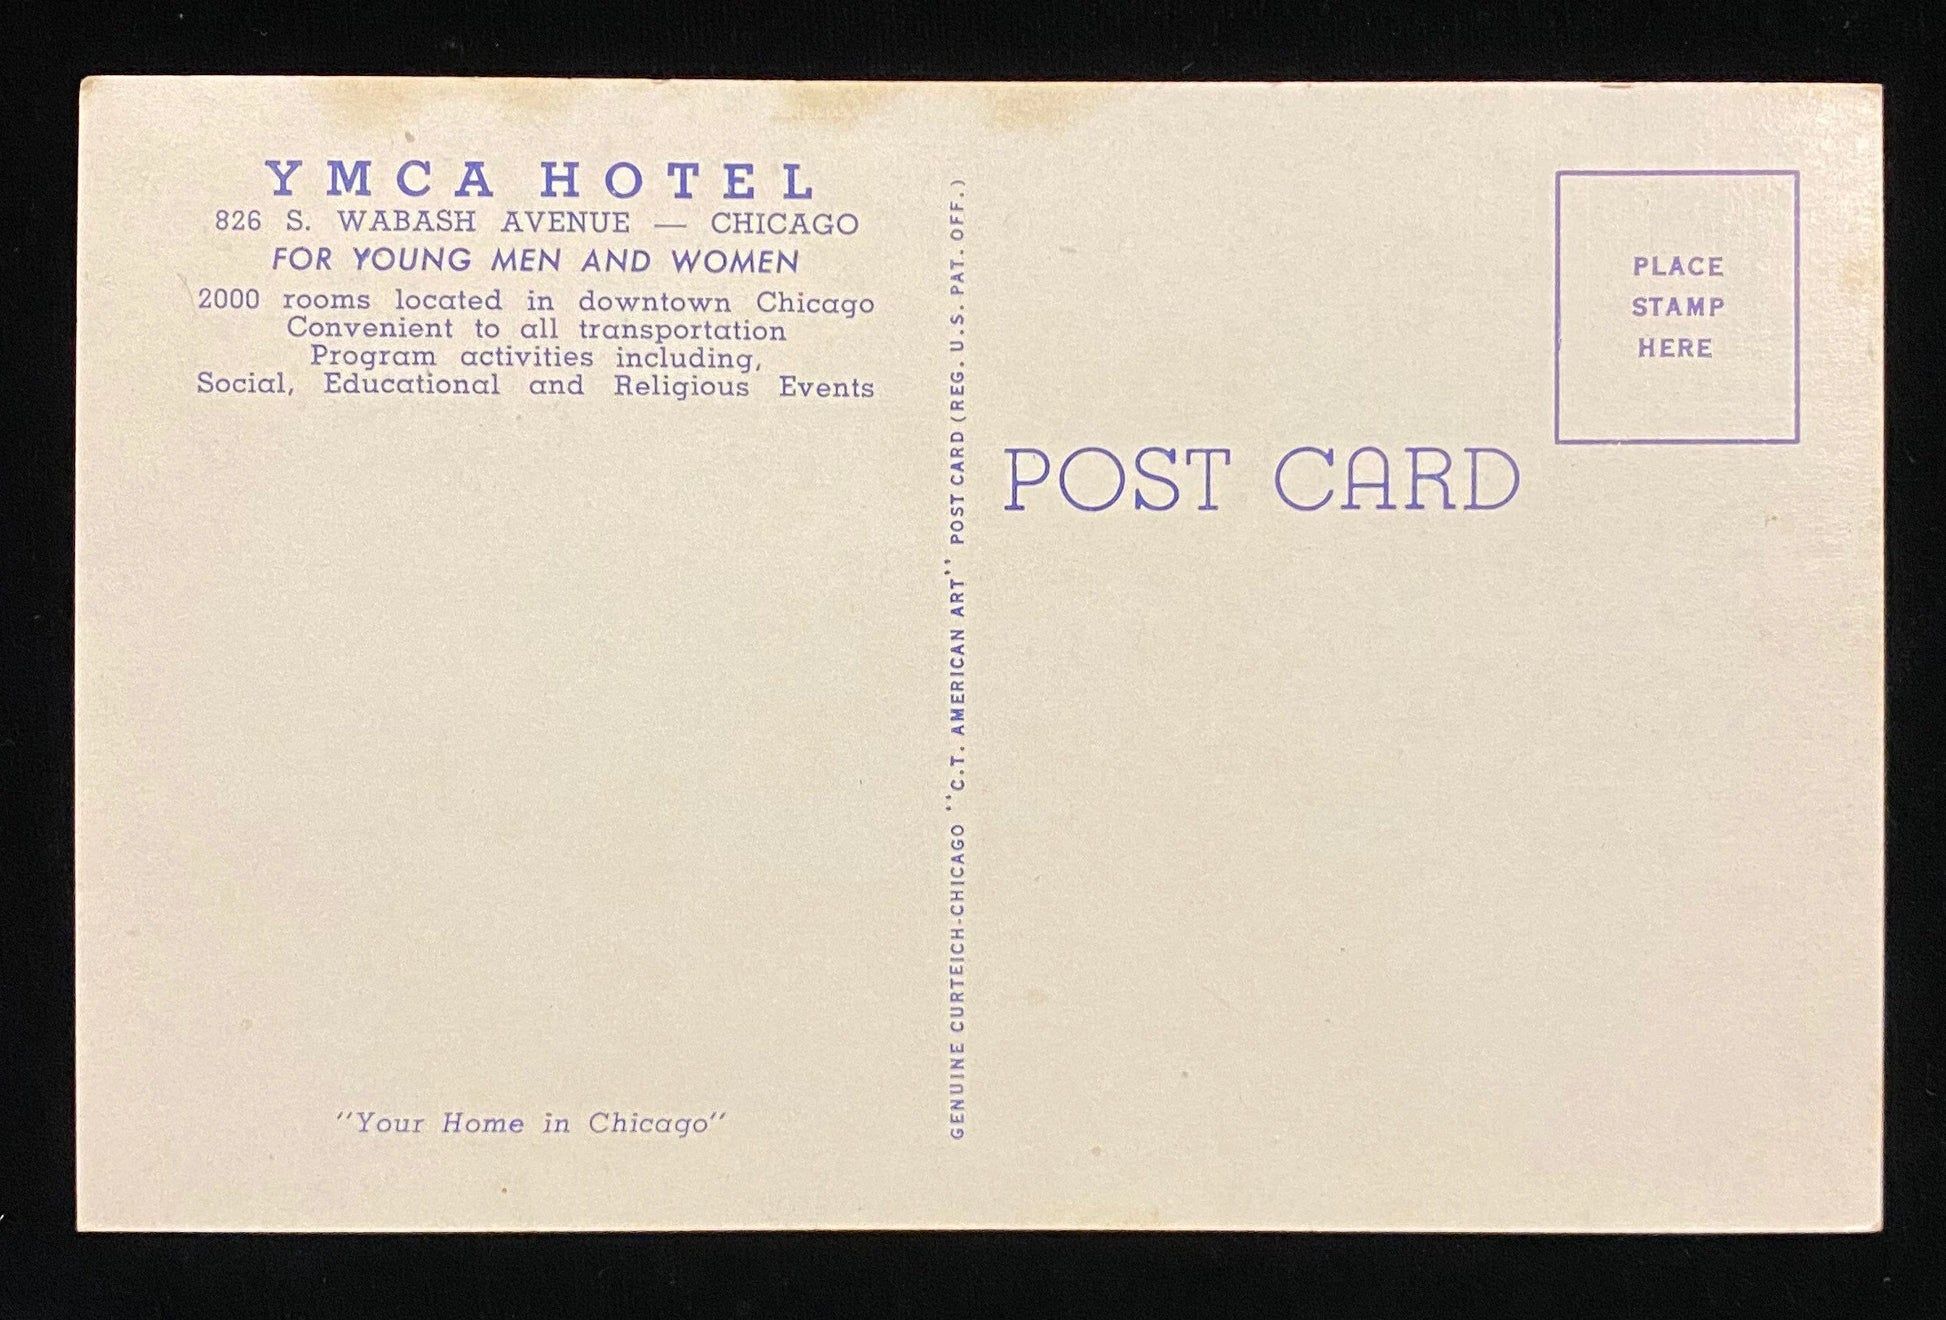 YMCA HOTEL
826 S. WABASH AVENUE — CHICAGO
FOR YOUNG MEN AND WOMEN
2000 rooms located in downtown Chicago
Convenient to all transportation
Program activities including,
Social, Educational and Religious Events
"Your Home in Chicago"
GENUINE CURTEICH-CHICAGO "C.T. AMERICAN ART" POST CARD (REG. U.S. PAT. OFF.)
POST CARD
PLACE
STAMP
HERE